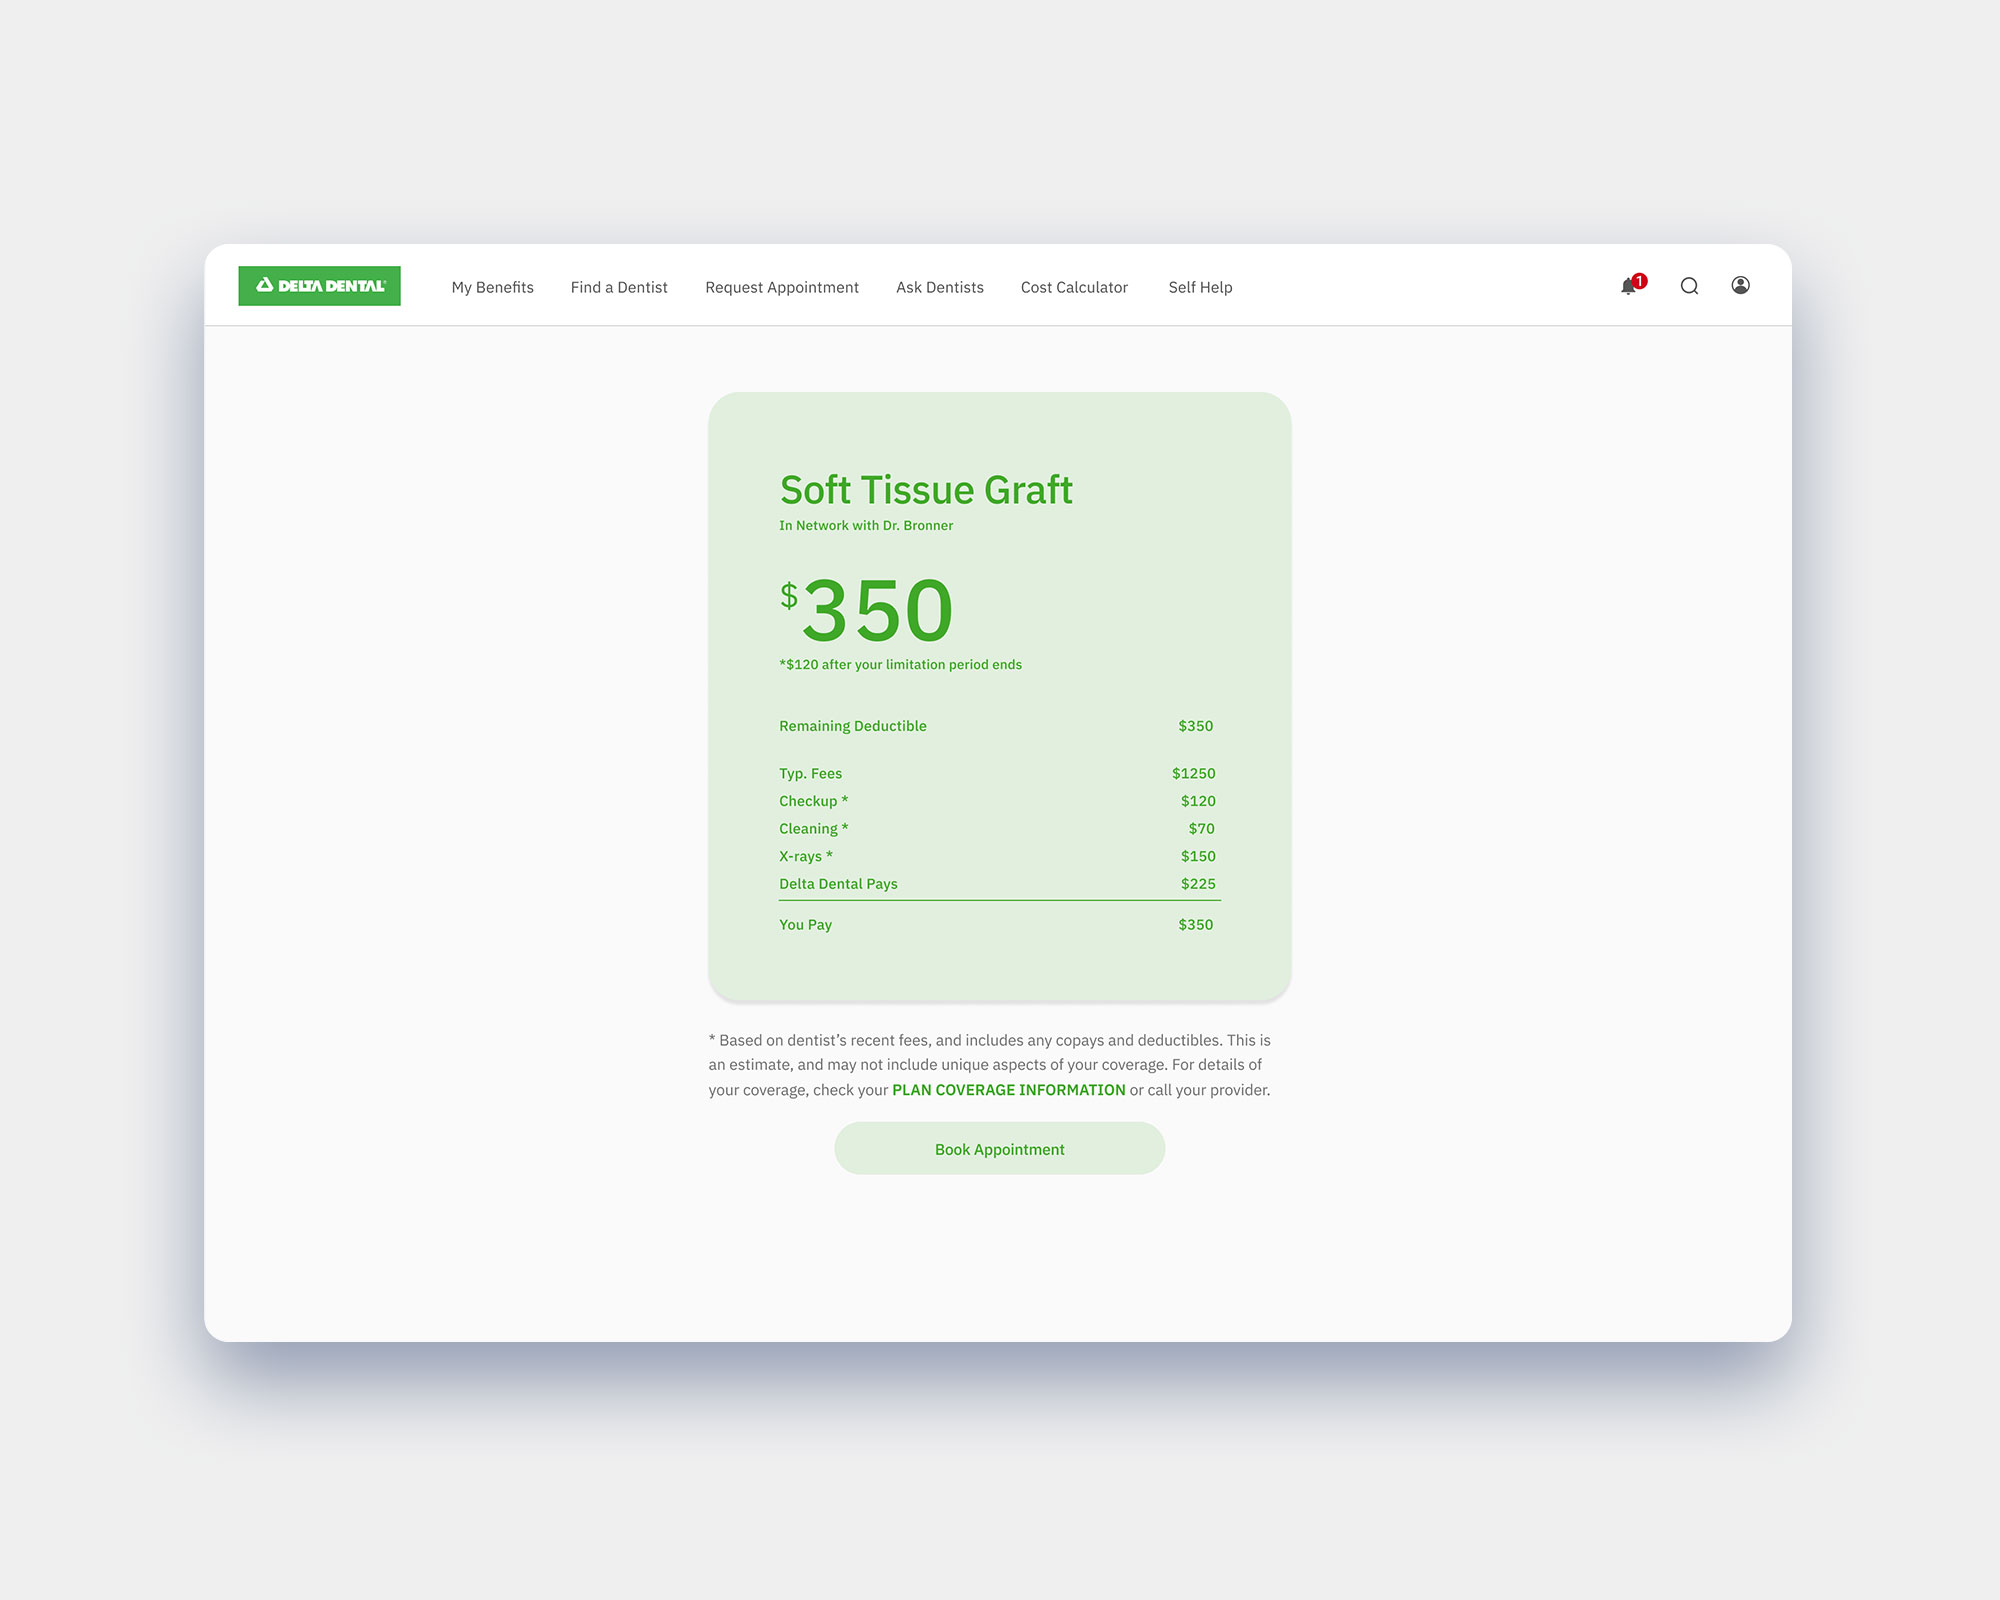 DELTA DENTAL
My Benefits
Find a Dentist
Request Appointment
Ask Dentists
Cost Calculator
Self Help
1
Soft Tissue Graft
In Network with Dr. Bronner
$350
*$120 after your limitation period ends
Remaining Deductible $350
Typ. Fees $1250
Checkup * $120
Cleaning * $70
X-rays * $150
Delta Dental Pays $225
You Pay $350
* Based on dentist’s recent fees, and includes any copays and deductibles. This is
an estimate, and may not include unique aspects of your coverage. For details of
your coverage, check your PLAN COVERAGE INFORMATION or call your provider.
Book Appointment